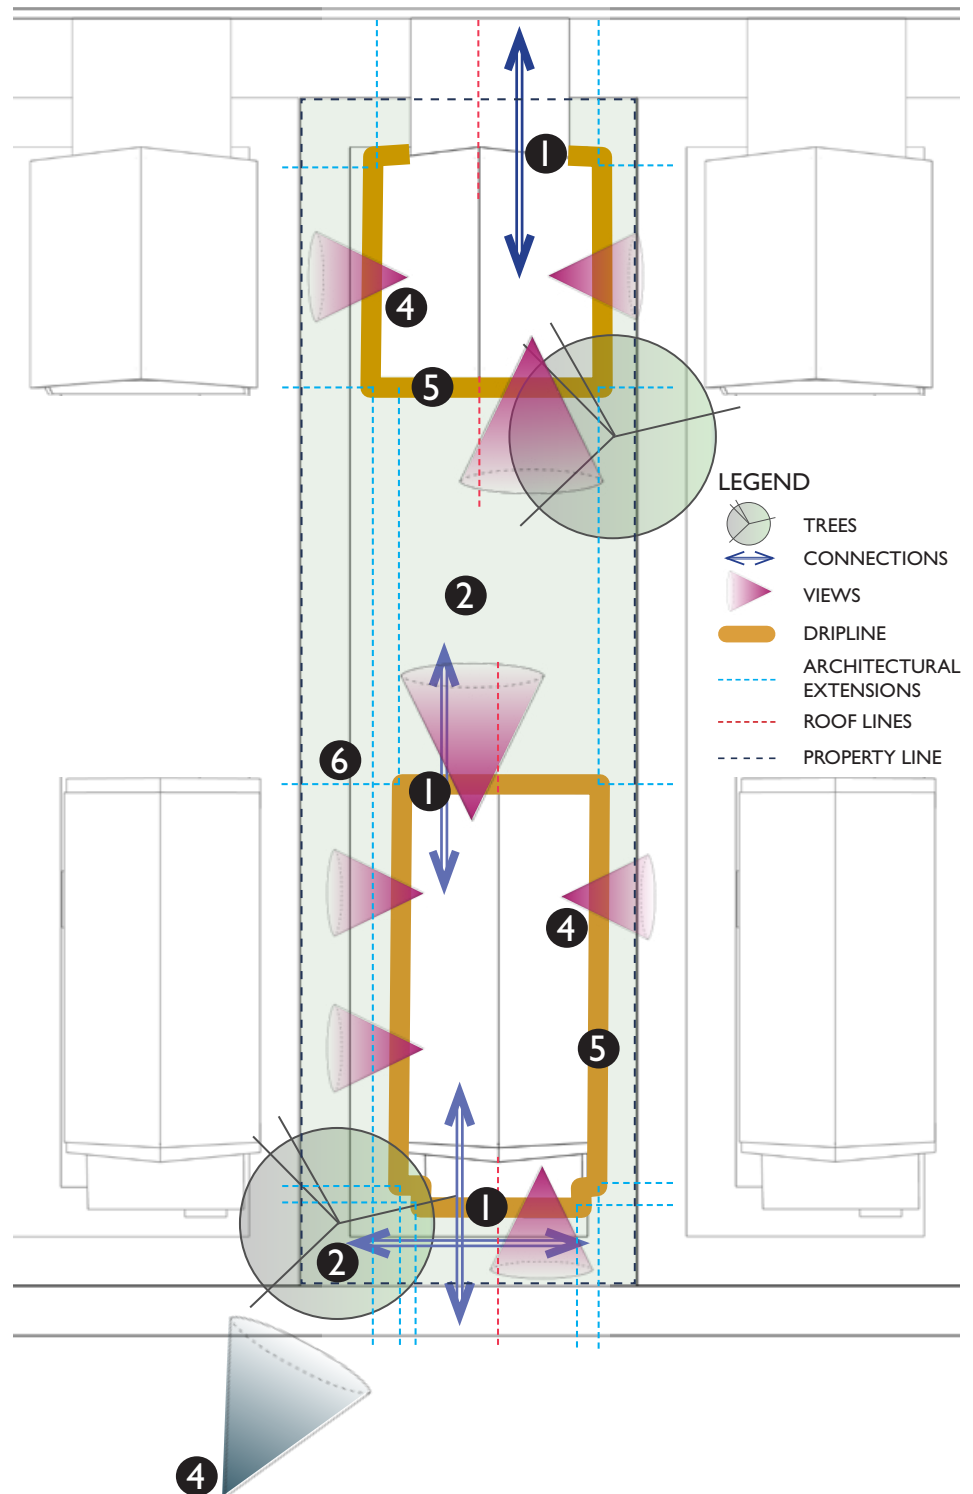 1
4
5
LEGEND
TREES
CONNECTIONS
2
VIEWS
DRIPLINE
ARCHITECTURAL
EXTENSIONS
ROOF LINES
PROPERTY LINE
6
1
4
5
1
2
4